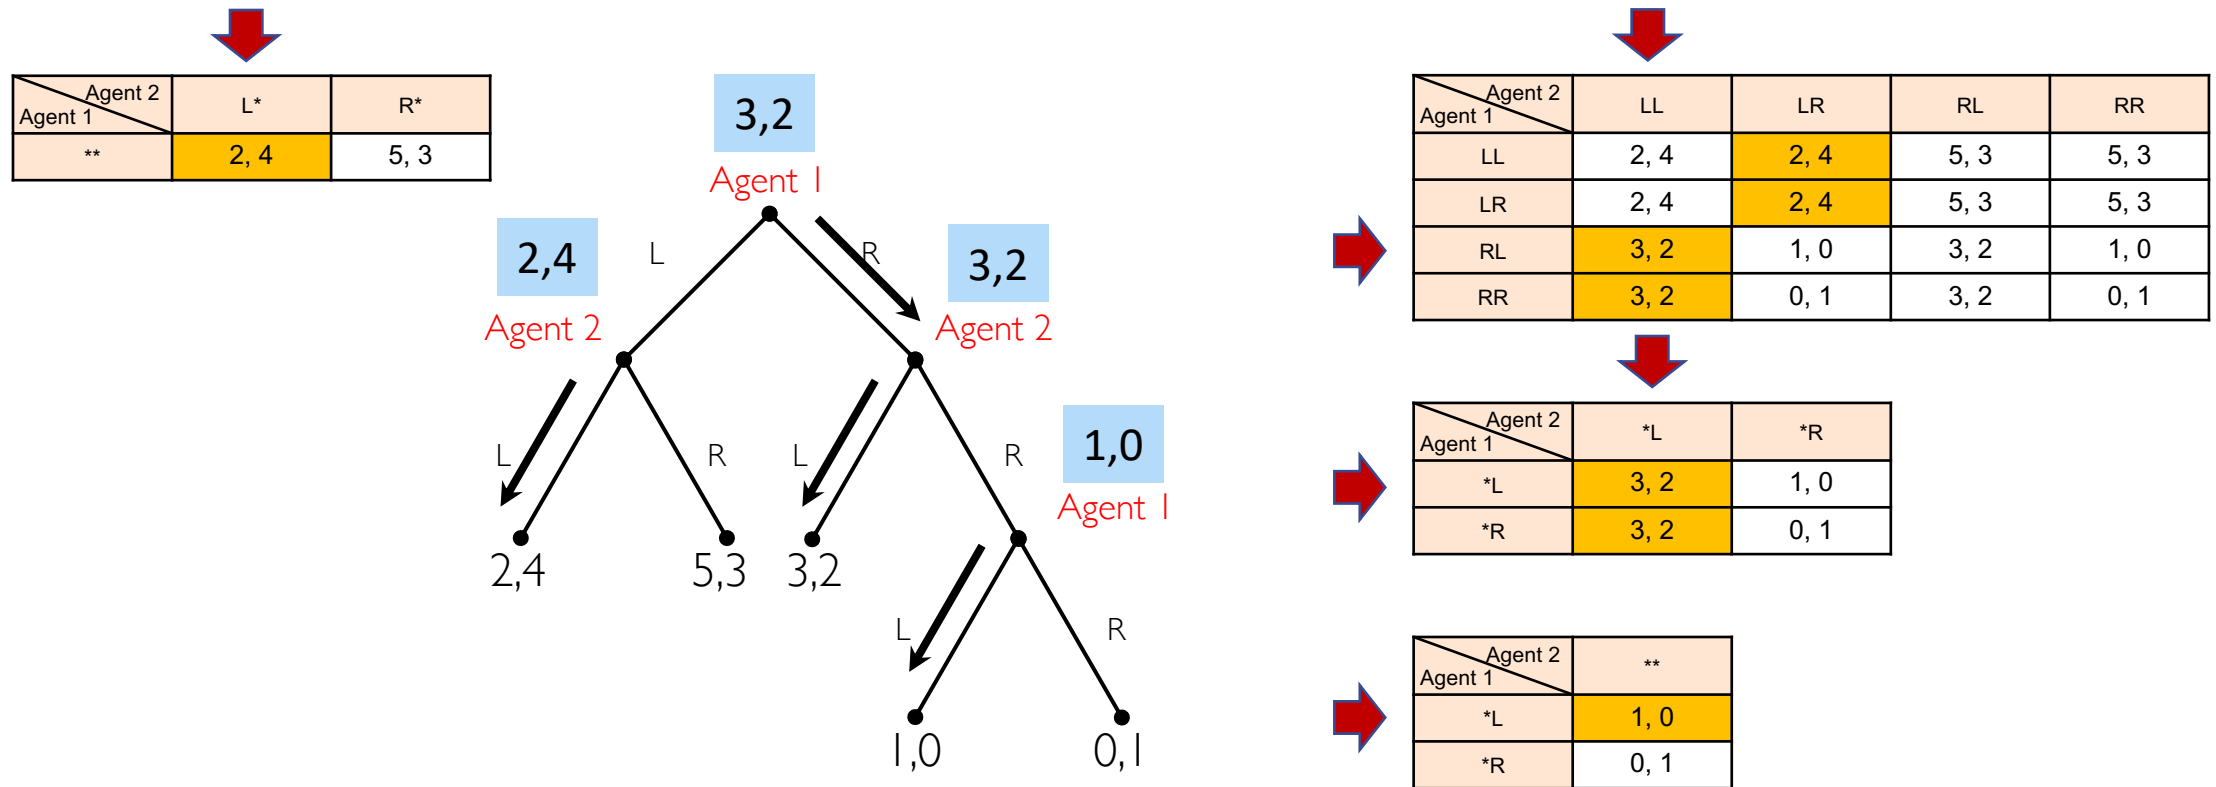 Agent 2
Agent 1
L*
R*
**
2, 4
5, 3
3,2
Agent 1
L
R
2,4
Agent 2
3,2
Agent 2
L
R
L
R
1,0
Agent 1
2,4
5,3
3,2
L
R
1,0
0,1
Agent 2
Agent 1
LL
LR
RL
RR
LL
2, 4
2, 4
5, 3
5, 3
LR
2, 4
2, 4
5, 3
5, 3
RL
3, 2
1, 0
3, 2
1, 0
RR
3, 2
0, 1
3, 2
0, 1
Agent 2
Agent 1
*L
*R
*L
3, 2
1, 0
*R
3, 2
0, 1
Agent 2
Agent 1
**
*L
1, 0
*R
0, 1